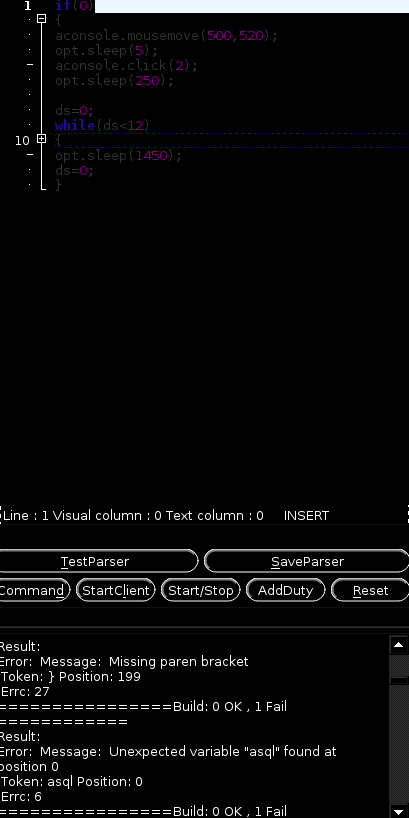 1 if(0)
{
aconsole.mousemove(500,520);
opt.sleep(5);
aconsole.click(2);
opt.sleep(250);
ds=0;
while(ds<12)
10 {
opt.sleep(1450);
ds=0;
}
Line : 1 Visual column : 0 Text column : 0 INSERT
TestParser SaveParser
Command StartClient Start/Stop AddDuty Reset
Result:
Error: Message: Missing paren bracket
Token: } Position: 199
Errc: 27
================Build: 0 OK , 1 Fail
============
Result:
Error: Message: Unexpected variable "asql" found at
position 0
Token: asql Position: 0
Errc: 6
================Build: 0 OK , 1 Fail